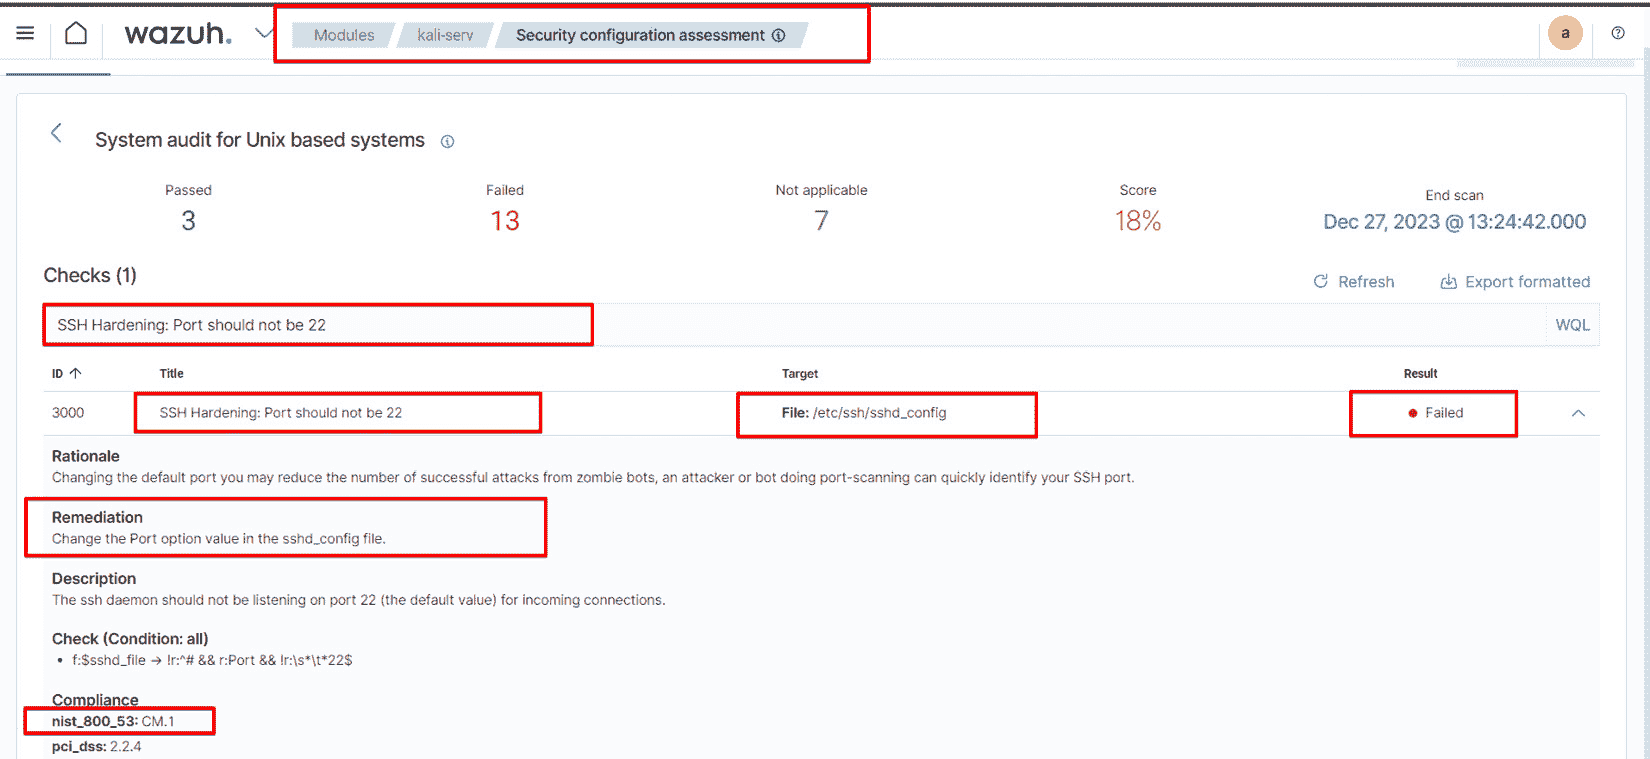 wazuh.
Modules
kali-serv
Security configuration assessment
a
System audit for Unix based systems
Passed
3
Failed
13
Not applicable
7
Score
18%
End scan
Dec 27, 2023 @ 13:24:42.000
Checks (1)
Refresh
Export formatted
SSH Hardening: Port should not be 22
WQL
ID
Title
Target
Result
3000
SSH Hardening: Port should not be 22
File: /etc/ssh/sshd_config
Failed
Rationale
Changing the default port you may reduce the number of successful attacks from zombie bots, an attacker or bot doing port-scanning can quickly identify your SSH port.
Remediation
Change the Port option value in the sshd_config file.
Description
The ssh daemon should not be listening on port 22 (the default value) for incoming connections.
Check (Condition: all)
• f:$sshd_file → !r:^# && r:Port && !r:\s*\t*22$
Compliance
nist_800_53: CM.1
pci_dss: 2.2.4